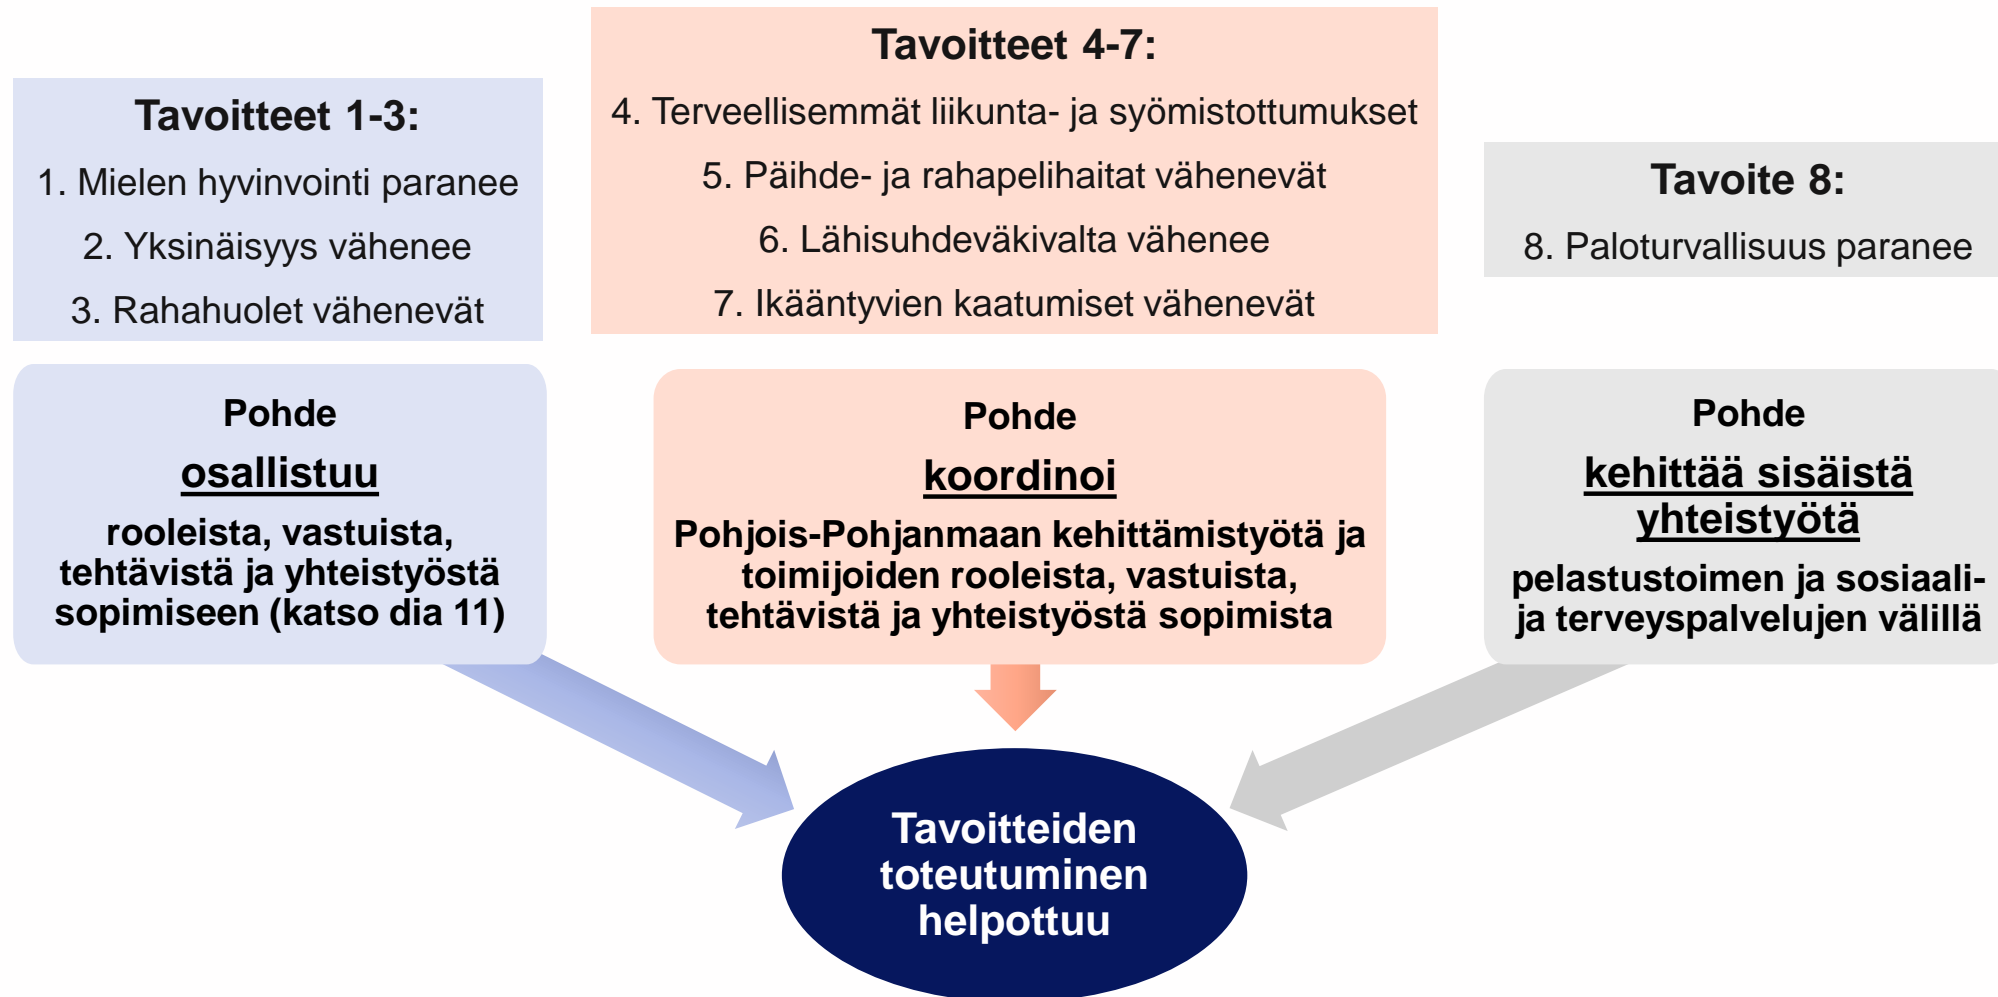 Tavoitteet 1-3:
1. Mielen hyvinvointi paranee
2. Yksinäisyys vähenee
3. Rahahuolet vähenevät
Tavoitteet 4-7:
4. Terveellisemmät liikunta- ja syömistottumukset
5. Päihde- ja rahapelihaitat vähenevät
6. Lähisuhdeväkivalta vähenee
7. Ikääntyvien kaatumiset vähenevät
Tavoite 8:
8. Paloturvallisuus paranee
Pohde
osallistuu
rooleista, vastuista,
tehtävistä ja yhteistyöstä
sopimiseen (katso dia 11)
Pohde
koordinoi
Pohjois-Pohjanmaan kehittämistyötä ja
toimijoiden rooleista, vastuista,
tehtävistä ja yhteistyöstä sopimista
Pohde
kehittää sisäistä
yhteistyötä
pelastustoimen ja sosiaali-
ja terveyspalvelujen välillä
Tavoitteiden
toteutuminen
helpottuu